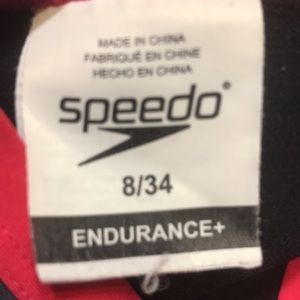 MADE IN CHINA
FABRIQUÉ EN CHINE
HECHO EN CHINA
speedo®
8/34
ENDURANCE+